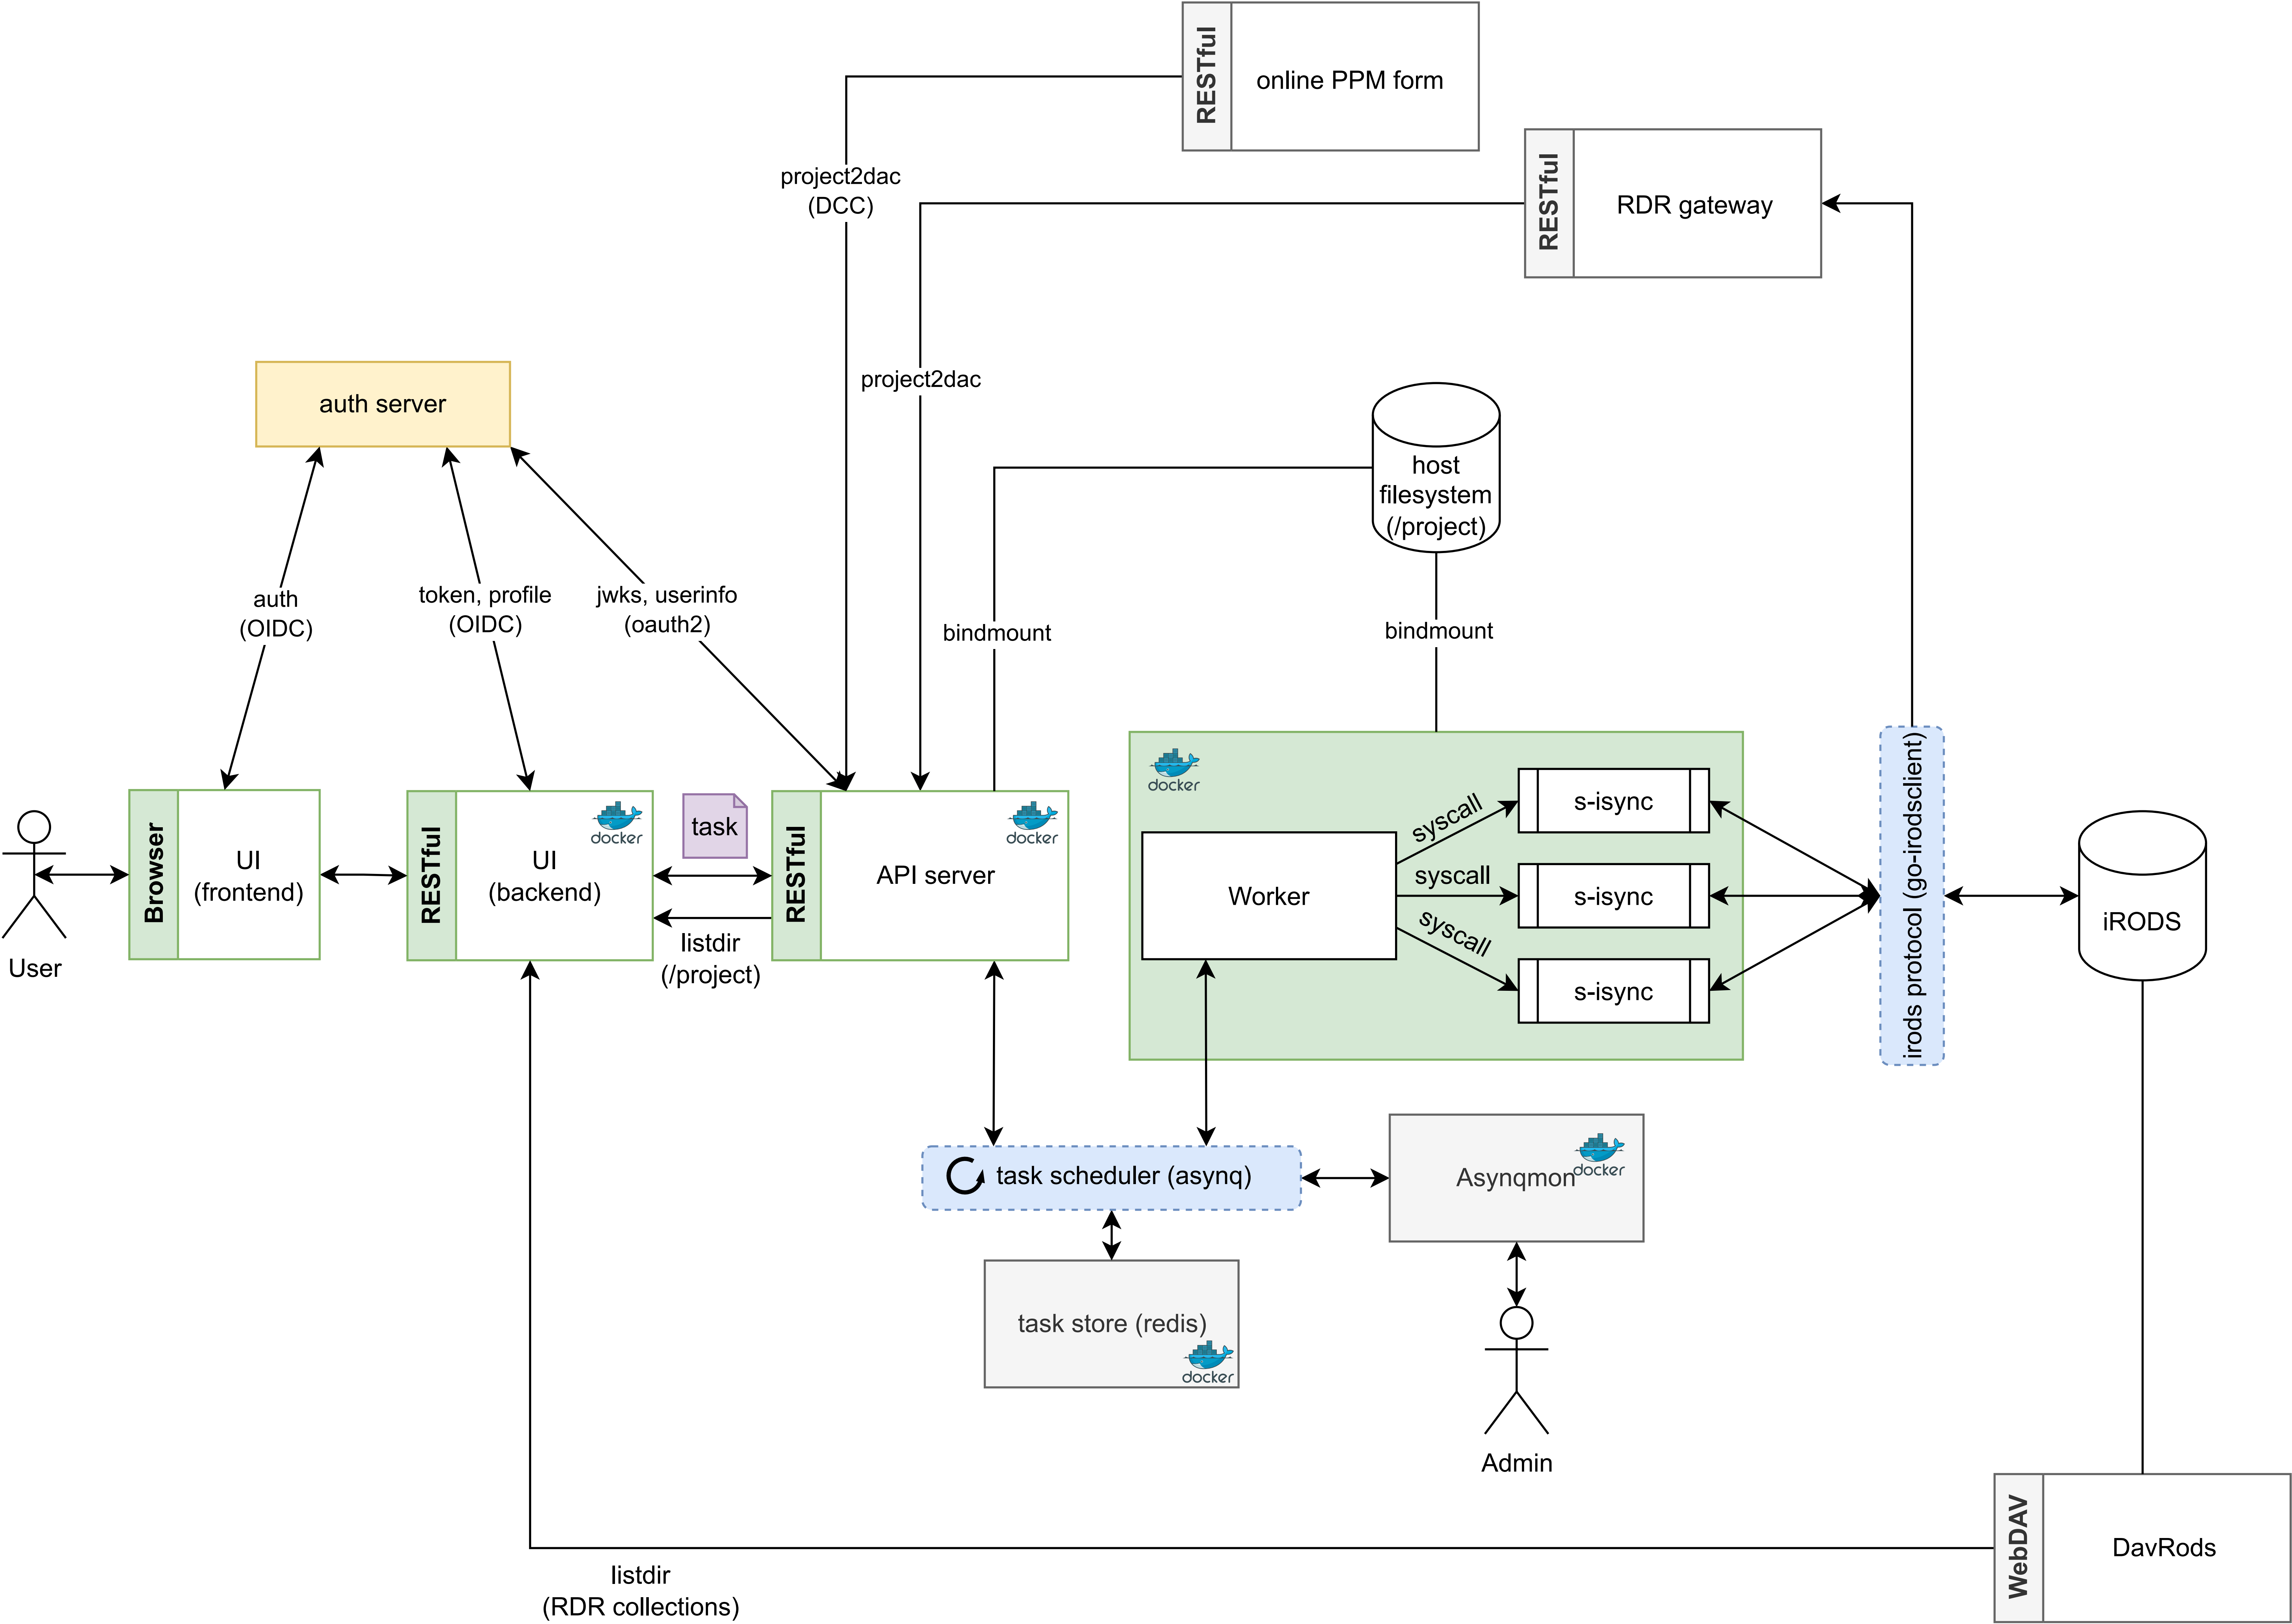 RESTful
online PPM form
project2dac
(DCC)
RESTful
RDR gateway
project2dac
auth server
host
filesystem
(/project)
auth
(OIDC)
token, profile
(OIDC)
jwks, userinfo
(oauth2)
bindmount
bindmount
User
Browser
UI
(frontend)
RESTful
UI
(backend)
docker
task
listdir
(/project)
RESTful
API server
docker
docker
Worker
syscall
syscall
syscall
s-isync
s-isync
s-isync
irods protocol (go-irodsclient)
iRODS
task scheduler (asynq)
Asynqmon
docker
task store (redis)
docker
Admin
WebDAV
DavRods
listdir
(RDR collections)